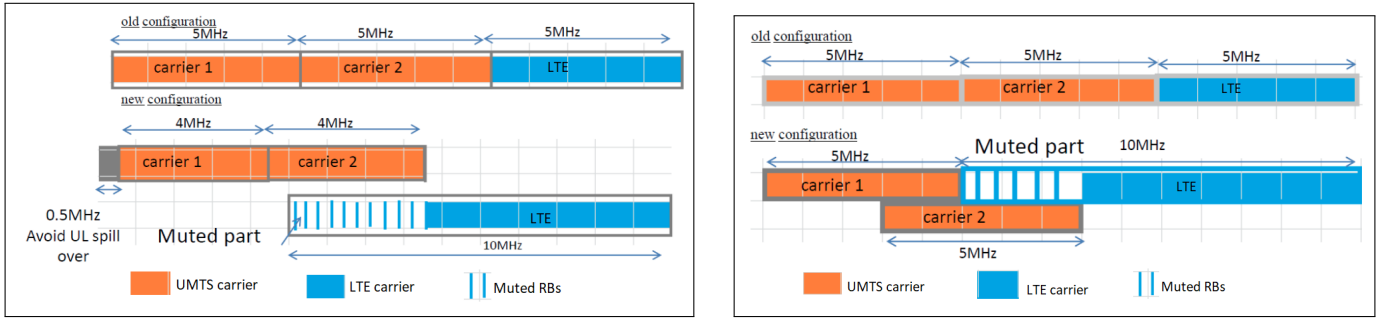 old configuration
5MHz 5MHz 5MHz
carrier 1 carrier 2 LTE
new configuration
4MHz 4MHz
carrier 1 carrier 2
0.5MHz
Avoid UL spill
over
Muted part
LTE
10MHz
UMTS carrier LTE carrier Muted RBs
old configuration
5MHz 5MHz 5MHz
carrier 1 carrier 2 LTE
new configuration
Muted part
5MHz 10MHz
carrier 1 LTE
carrier 2
5MHz
UMTS carrier LTE carrier Muted RBs